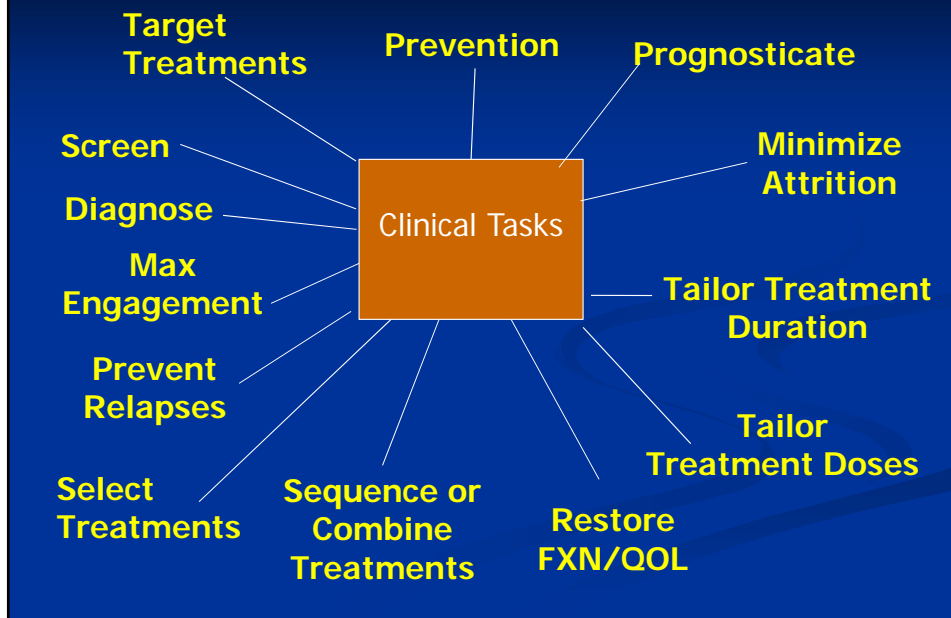 Target
Treatments
Prevention
Prognosticate
Screen
Minimize
Attrition
Diagnose
Clinical Tasks
Max
Engagement
Tailor Treatment
Duration
Prevent
Relapses
Tailor
Treatment Doses
Select
Treatments
Sequence or
Combine
Treatments
Restore
FXN/QOL